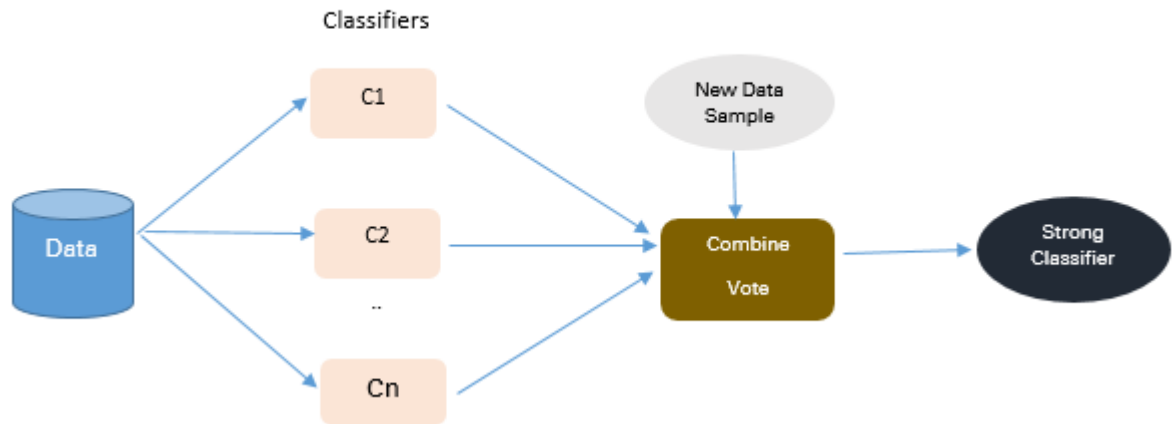 Classifiers
C1
New Data
Sample
Data
C2
Combine
Vote
Strong
Classifier
..
Cn